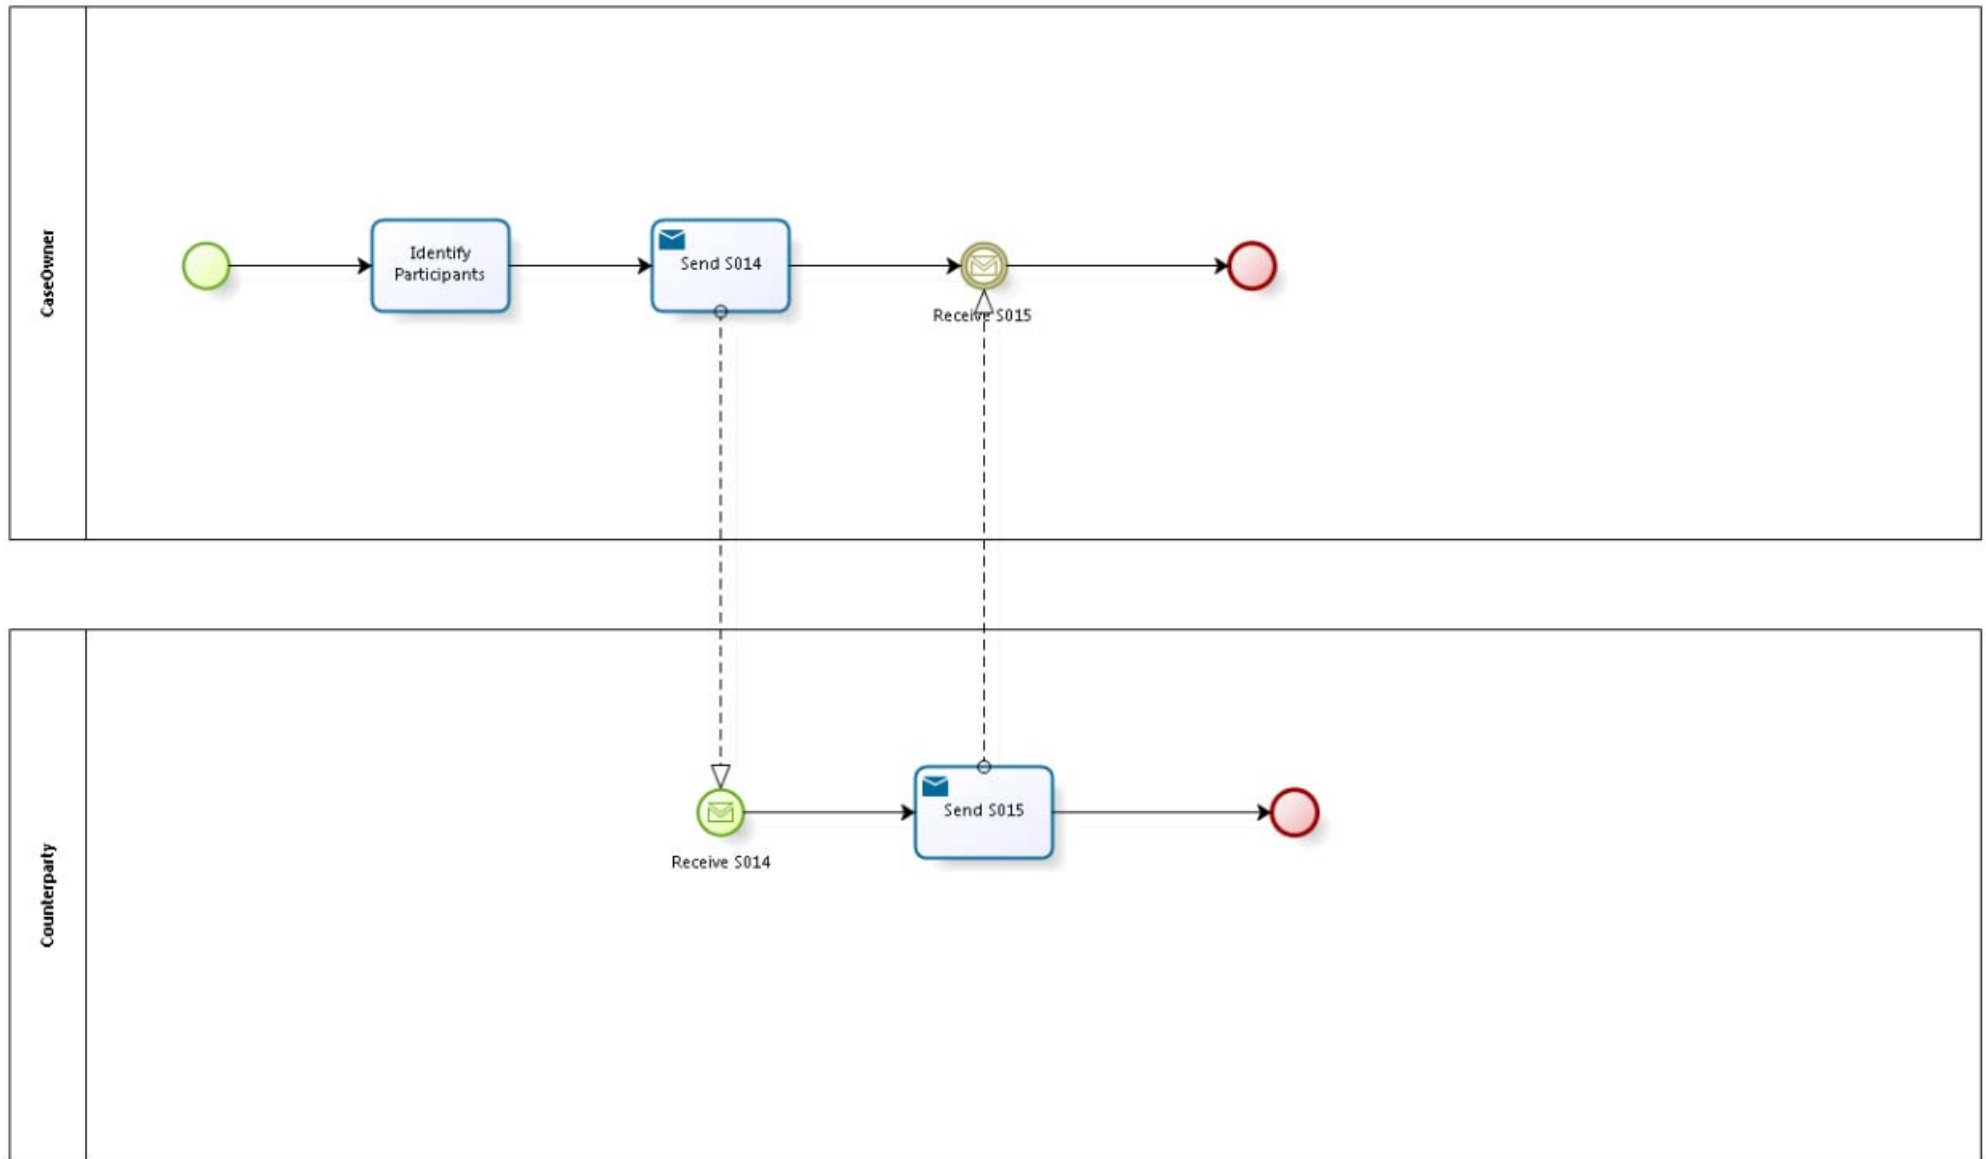 CaseOwner
Identify
Participants
Send S014
Receive S015
Counterparty
Receive S014
Send S015